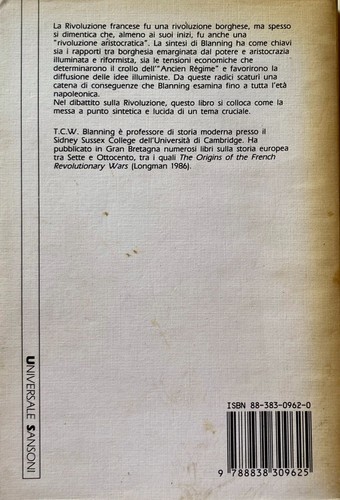 La Rivoluzione francese fu una rivoluzione borghese, ma spesso
si dimentica che, almeno ai suoi inizi, fu anche una
"rivoluzione aristocratica". La sintesi di Blanning ha come chiavi
sia i rapporti tra borghesia emarginata dal potere e aristocrazia
illuminata e riformista, sia le tensioni economiche che
determinarono il crollo dell'"Ancien Règime" e favorirono la
diffusione delle idee illuministe. Da queste radici scaturì una
catena di conseguenze che Blanning esamina fino a tutta l'età
napoleonica.
Nel dibattito sulla Rivoluzione, questo libro si colloca come la
messa a punto sintetica e lucida di un tema cruciale.
T.C.W. Blanning è professore di storia moderna presso il
Sidney Sussex College dell'Università di Cambridge. Ha
pubblicato in Gran Bretagna numerosi libri sulla storia europea
tra Sette e Ottocento, tra i quali The Origins of the French
Revolutionary Wars (Longman 1986).
UNIVERSALE SANSONI
ISBN 88-383-0962-0
9 788838 309625